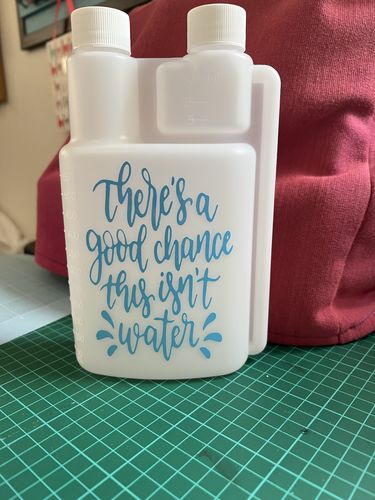 There's a
good chance
this isn't
water